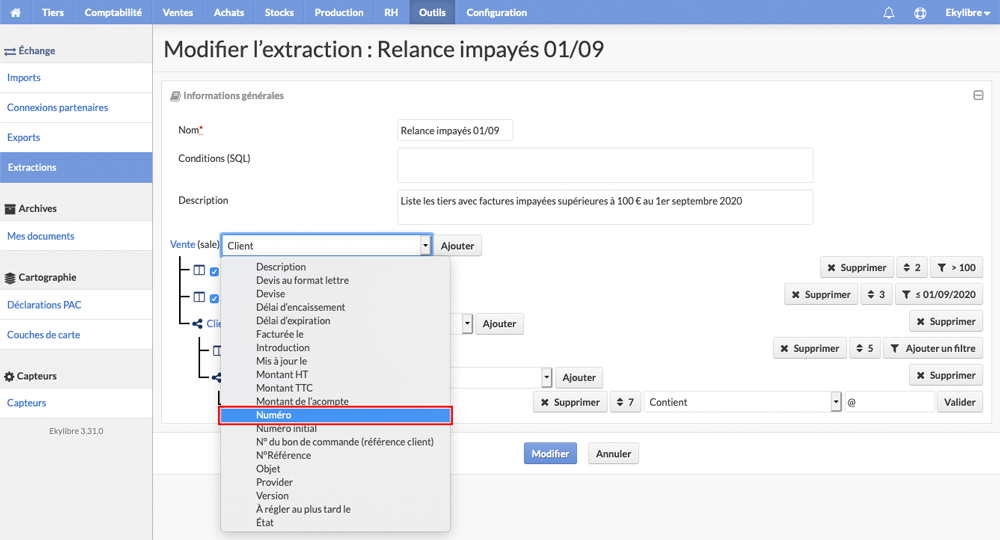 Tiers Comptabilité Ventes Achats Stocks Production RH Outils Configuration Ekylibre
Échange
Imports
Connexions partenaires
Exports
Extractions
Archives
Mes documents
Cartographie
Déclarations PAC
Couches de carte
Capteurs
Capteurs
Ekylibre 3.31.0
Modifier l’extraction : Relance impayés 01/09
Informations générales
Nom* Relance impayés 01/09
Conditions (SQL)
Description Liste les tiers avec factures impayées supérieures à 100 € au 1er septembre 2020
Vente (sale) Client Ajouter
Supprimer 2 > 100
Supprimer 3 ≤ 01/09/2020
Clie Ajouter Supprimer
Supprimer 5 Ajouter un filtre
Ajouter Supprimer
Supprimer 7 Contient @ Valider
Description
Devis au format lettre
Devise
Délai d'encaissement
Délai d'expiration
Facturée le
Introduction
Mis à jour le
Montant HT
Montant TTC
Montant de l'acompte
Numéro
Numéro initial
N° du bon de commande (référence client)
N°Référence
Objet
Provider
Version
À régler au plus tard le
État
Modifier Annuler